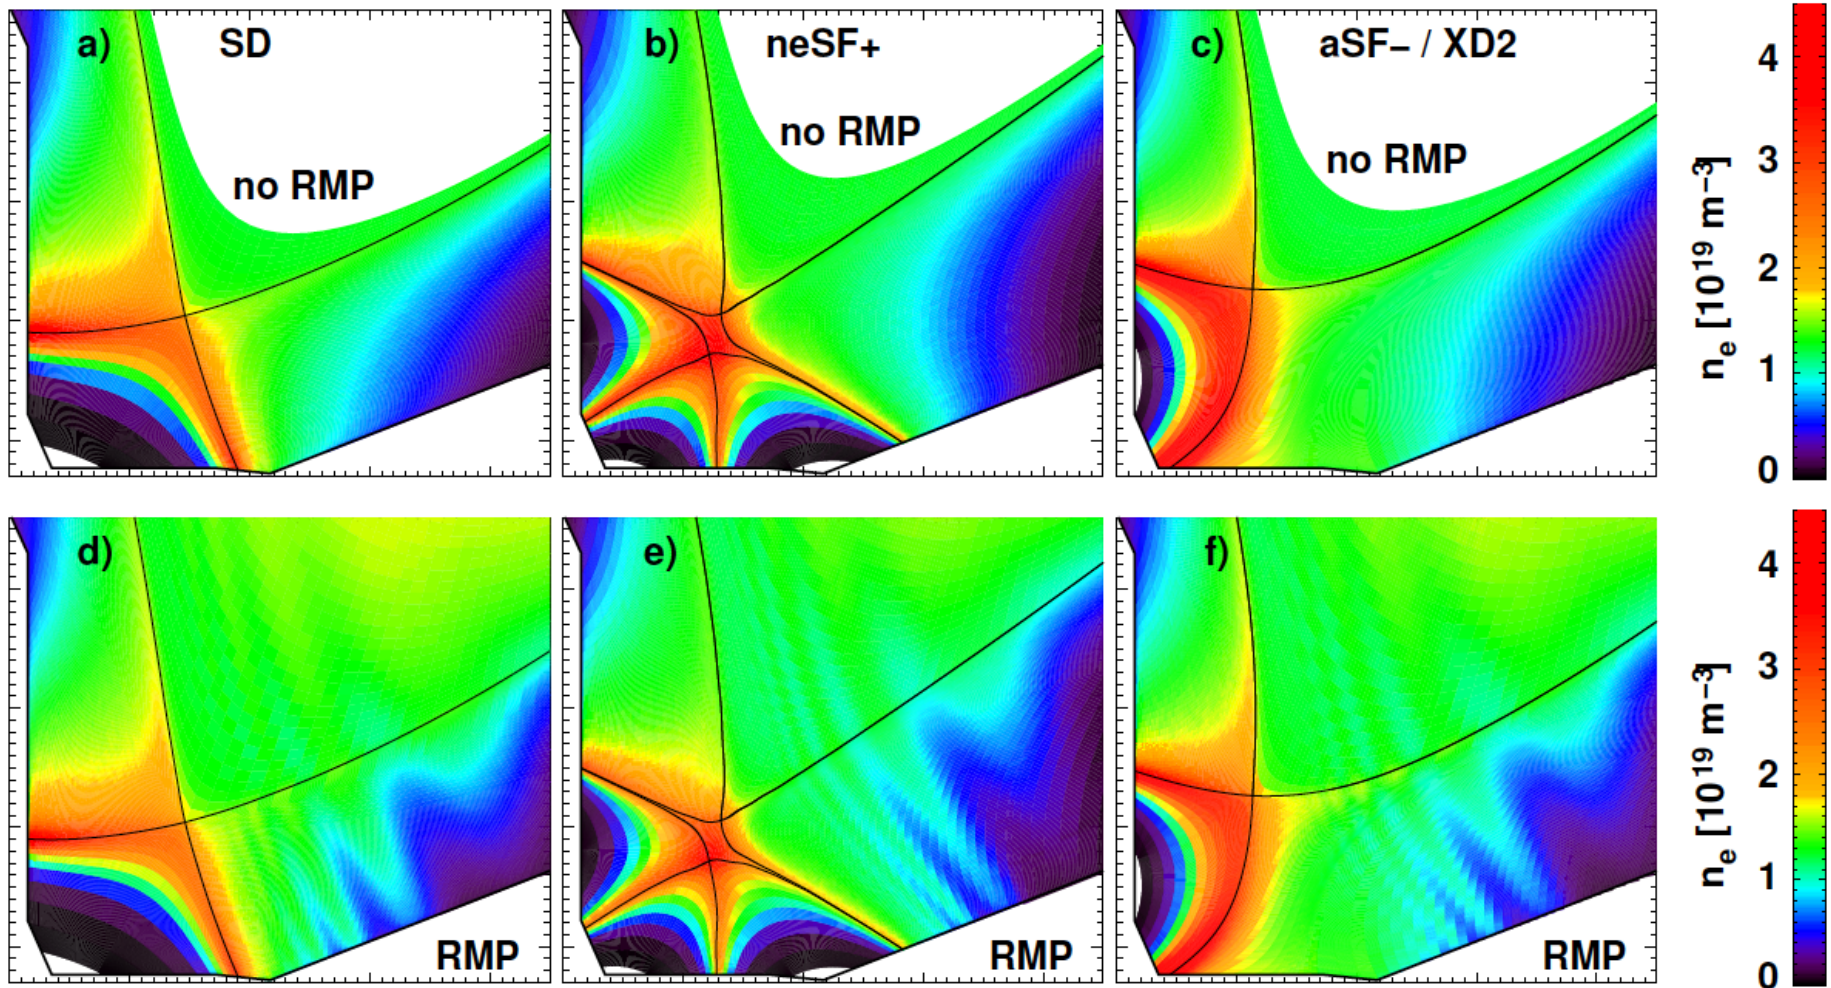 a) SD
no RMP
b) neSF+
no RMP
c) aSF– / XD2
no RMP
4
3
2
1
0
n_e [10^19 m^−3]
d)
RMP
e)
RMP
f)
RMP
4
3
2
1
0
n_e [10^19 m^−3]